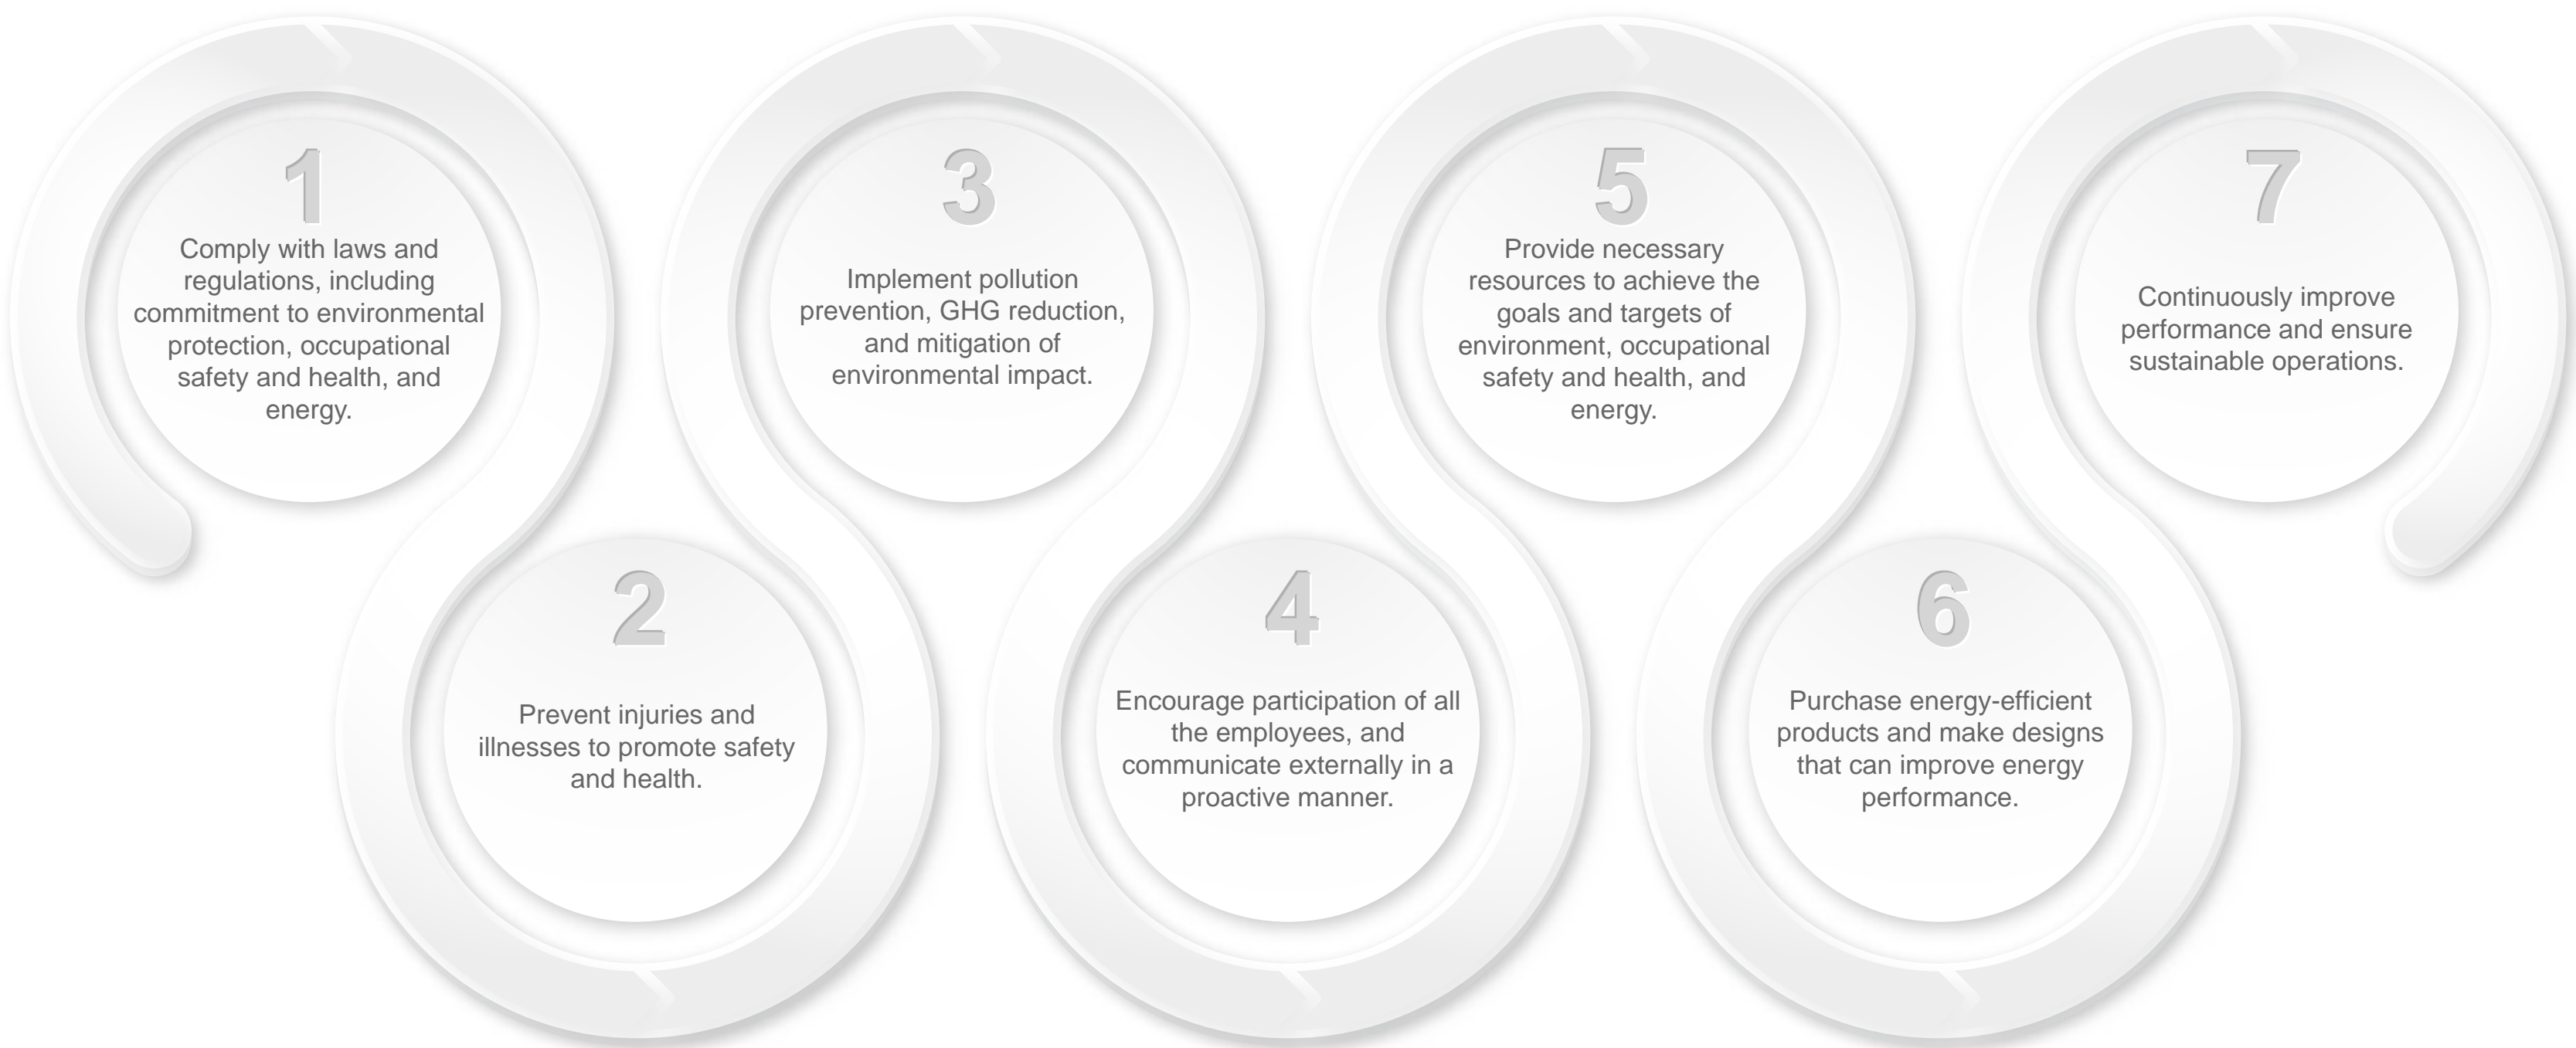 1
Comply with laws and
regulations, including
commitment to environmental
protection, occupational
safety and health, and
energy.
2
Prevent injuries and
illnesses to promote safety
and health.
3
Implement pollution
prevention, GHG reduction,
and mitigation of
environmental impact.
4
Encourage participation of all
the employees, and
communicate externally in a
proactive manner.
5
Provide necessary
resources to achieve the
goals and targets of
environment, occupational
safety and health, and
energy.
6
Purchase energy-efficient
products and make designs
that can improve energy
performance.
7
Continuously improve
performance and ensure
sustainable operations.